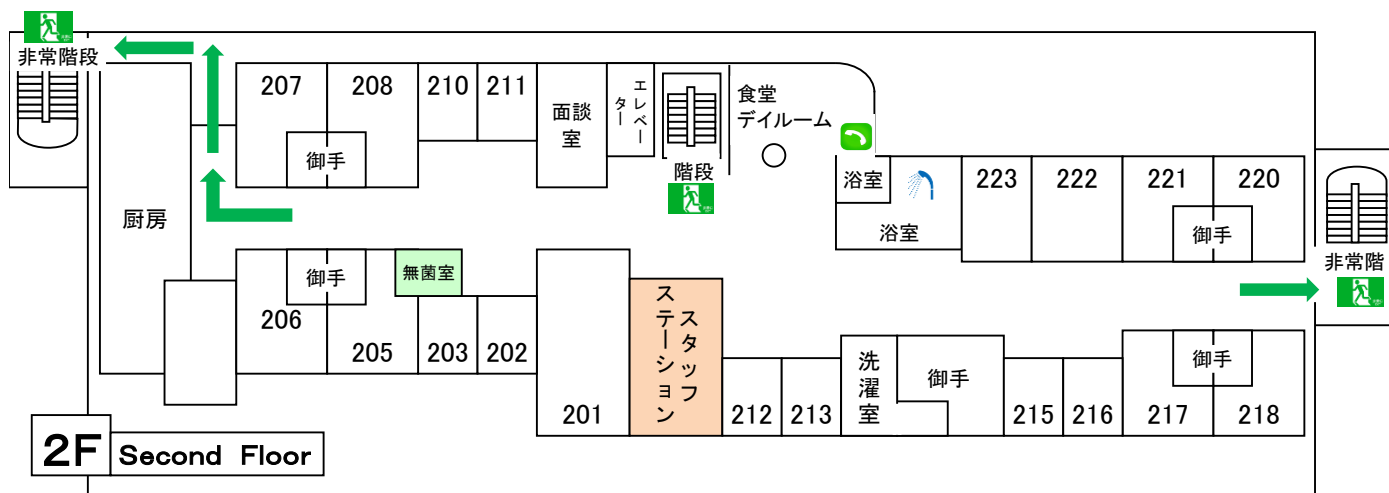 非常階段
207
208
210
211
面談
室
エレベー
ター
食堂
デイルーム
御手
階段
浴室
浴室
223
222
221
220
御手
厨房
非常階
御手
無菌室
206
205
203
202
201
スタッフ
ステーション
212
213
洗濯室
御手
215
216
御手
217
218
2F
Second Floor